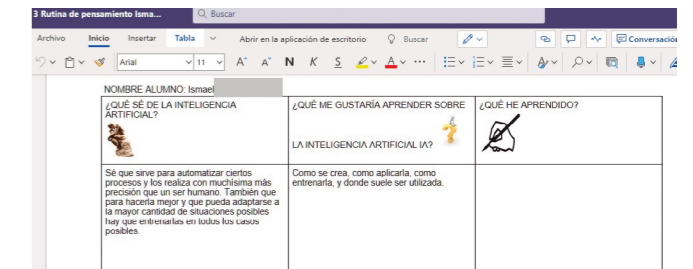 3 Rutina de pensamiento Isma...
Buscar
Archivo Inicio Insertar Tabla Abrir en la aplicación de escritorio Buscar Conversación
Arial 11 A A N K S A
NOMBRE ALUMNO: Ismael
¿QUÉ SÉ DE LA INTELIGENCIA
ARTIFICIAL?
¿QUÉ ME GUSTARÍA APRENDER SOBRE
LA INTELIGENCIA ARTIFICIAL IA?
¿QUÉ HE APRENDIDO?
Sé que sirve para automatizar ciertos
procesos y los realiza con muchísima más
precisión que un ser humano. También que
para hacerla mejor y que pueda adaptarse a
la mayor cantidad de situaciones posibles
hay que entrenarlas en todos los casos
posibles.
Como se crea, como aplicarla, como
entrenarla, y donde suele ser utilizada.